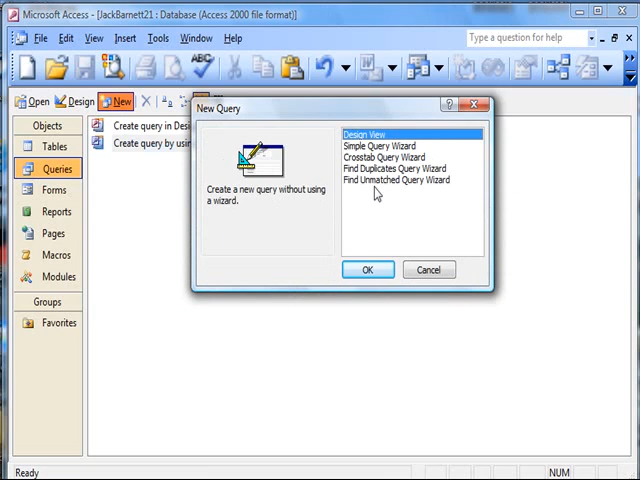 Microsoft Access - [JackBarnett21 : Database (Access 2000 file format)]
File Edit View Insert Tools Window Help
Type a question for help
Open Design New
New Query
Objects
Tables
Queries
Forms
Reports
Pages
Macros
Modules
Groups
Favorites
Create query in Desi
Create query by usin
Create a new query without using
a wizard.
Design View
Simple Query Wizard
Crosstab Query Wizard
Find Duplicates Query Wizard
Find Unmatched Query Wizard
OK Cancel
Ready
NUM